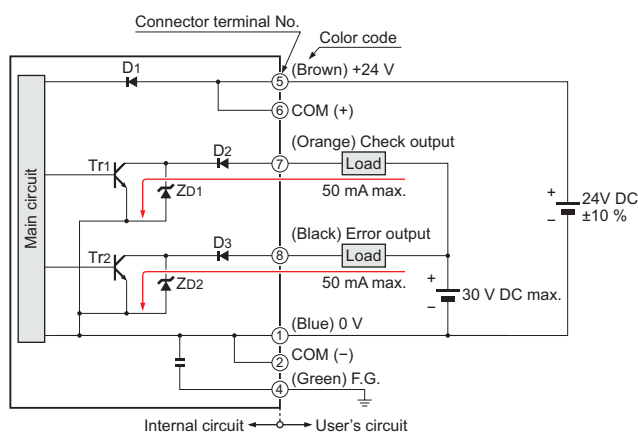 Connector terminal No.
Color code
D1
5
(Brown) +24 V
6
COM (+)
D2
7
(Orange) Check output
Load
Tr1
ZD1
50 mA max.
+
24V DC
−
±10 %
Main circuit
D3
8
(Black) Error output
Load
Tr2
ZD2
50 mA max.
+
30 V DC max.
−
1
(Blue) 0 V
2
COM (−)
4
(Green) F.G.
Internal circuit
User's circuit